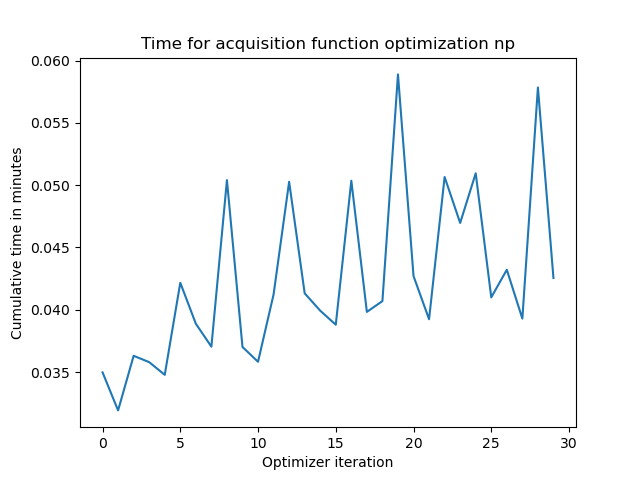 Time for acquisition function optimization np
0.060
0.055
0.050
0.045
0.040
0.035
Cumulative time in minutes
0 5 10 15 20 25 30
Optimizer iteration